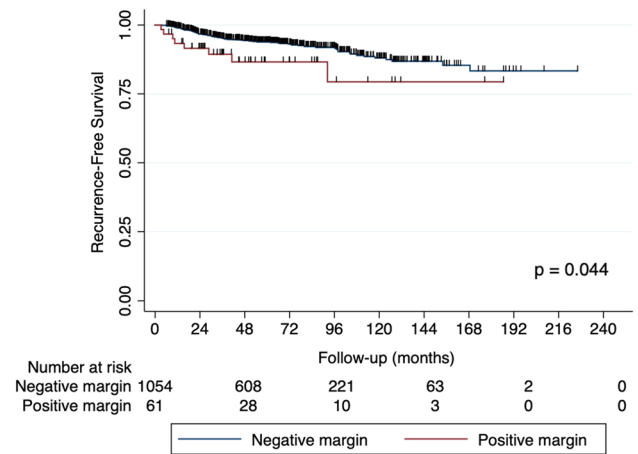 Recurrence-Free Survival
1.00
0.75
0.50
0.25
0.00
p = 0.044
0 24 48 72 96 120 144 168 192 216 240
Follow-up (months)
Number at risk
Negative margin 1054 608 221 63 2 0
Positive margin 61 28 10 3 0 0
Negative margin Positive margin